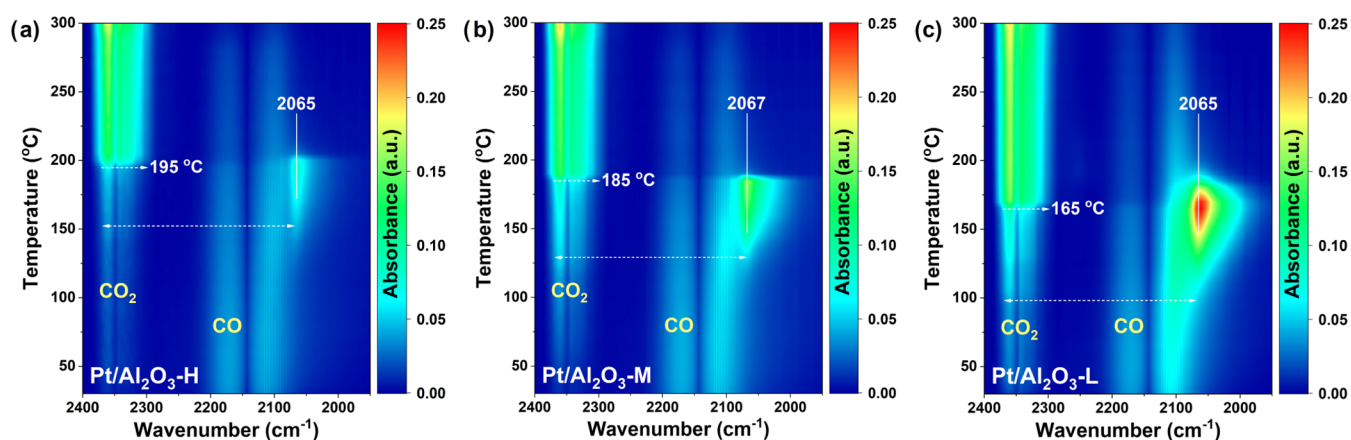 (a)
300
250
200
150
100
50
Temperature (°C)
2065
195 °C
CO₂
CO
Pt/Al₂O₃-H
2400 2300 2200 2100 2000
Wavenumber (cm⁻¹)
0.25
0.20
0.15
0.10
0.05
0.00
Absorbance (a.u.)
(b)
300
250
200
150
100
50
Temperature (°C)
2067
185 °C
CO₂
CO
Pt/Al₂O₃-M
2400 2300 2200 2100 2000
Wavenumber (cm⁻¹)
0.25
0.20
0.15
0.10
0.05
0.00
Absorbance (a.u.)
(c)
300
250
200
150
100
50
Temperature (°C)
2065
165 °C
CO₂
CO
Pt/Al₂O₃-L
2400 2300 2200 2100 2000
Wavenumber (cm⁻¹)
0.25
0.20
0.15
0.10
0.05
0.00
Absorbance (a.u.)